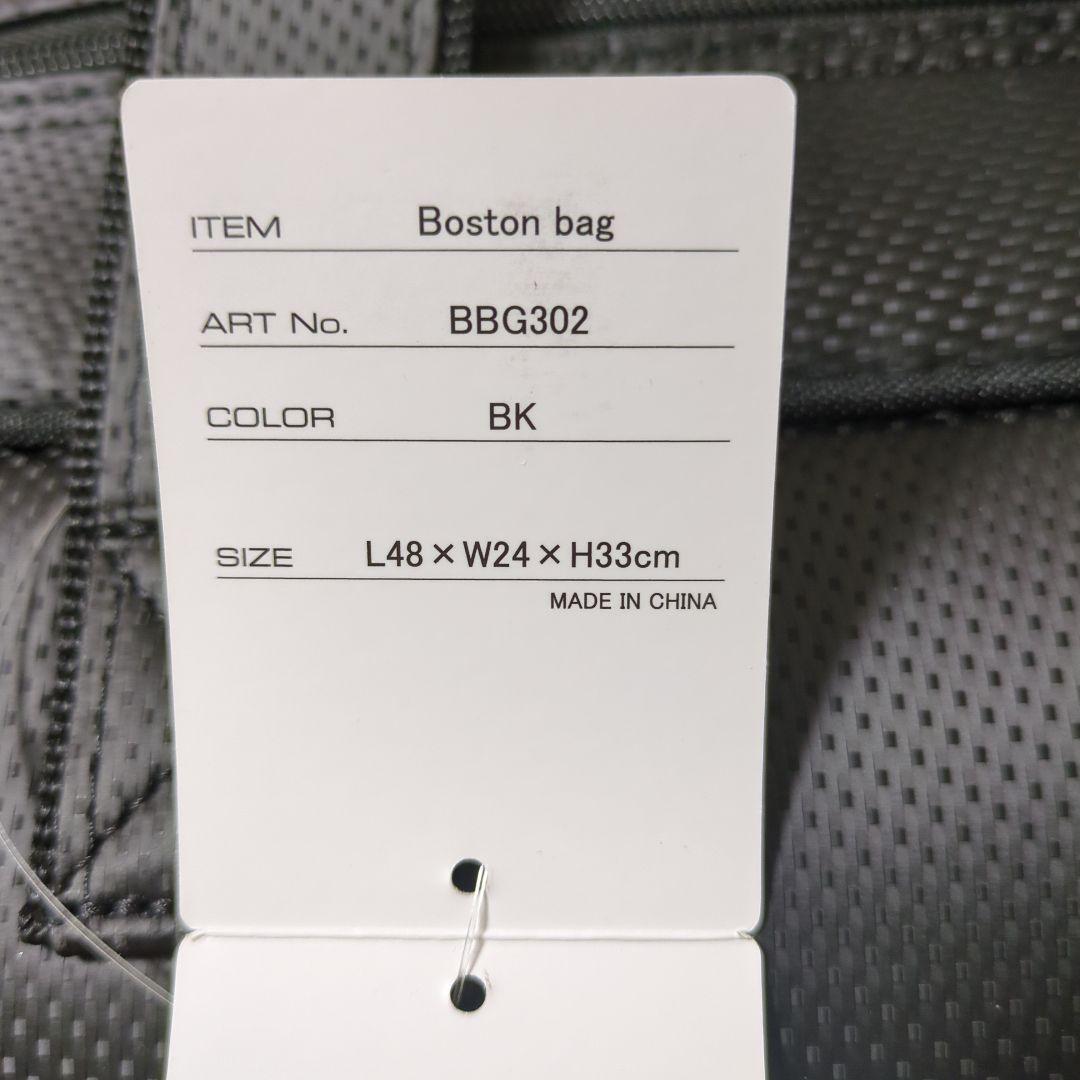 ITEM Boston bag
ART No. BBG302
COLOR BK
SIZE L48×W24×H33cm
MADE IN CHINA